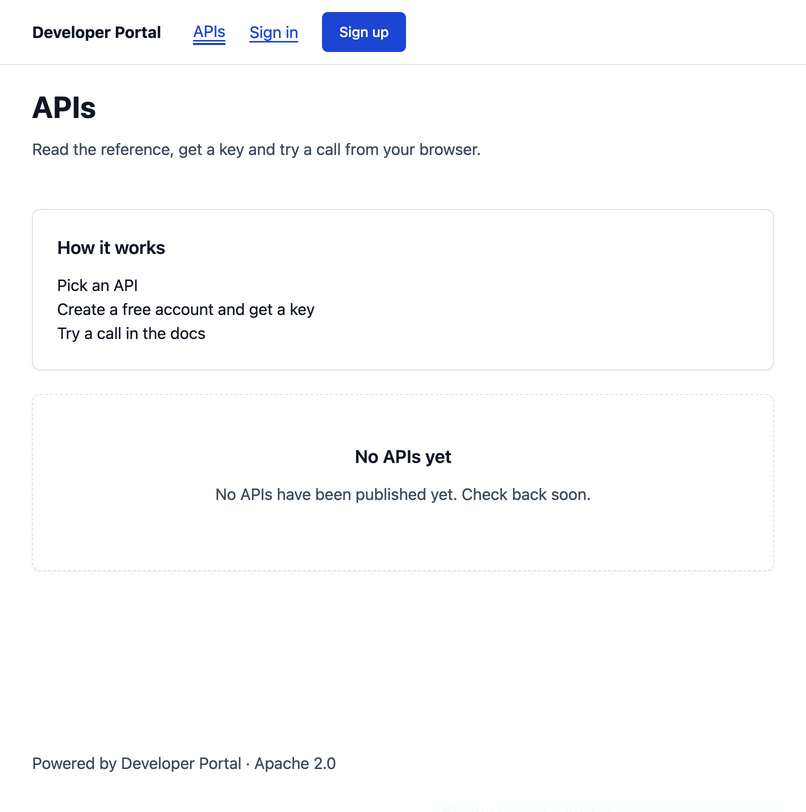 Developer Portal APIs Sign in Sign up
APIs
Read the reference, get a key and try a call from your browser.
How it works
Pick an API
Create a free account and get a key
Try a call in the docs
No APIs yet
No APIs have been published yet. Check back soon.
Powered by Developer Portal · Apache 2.0